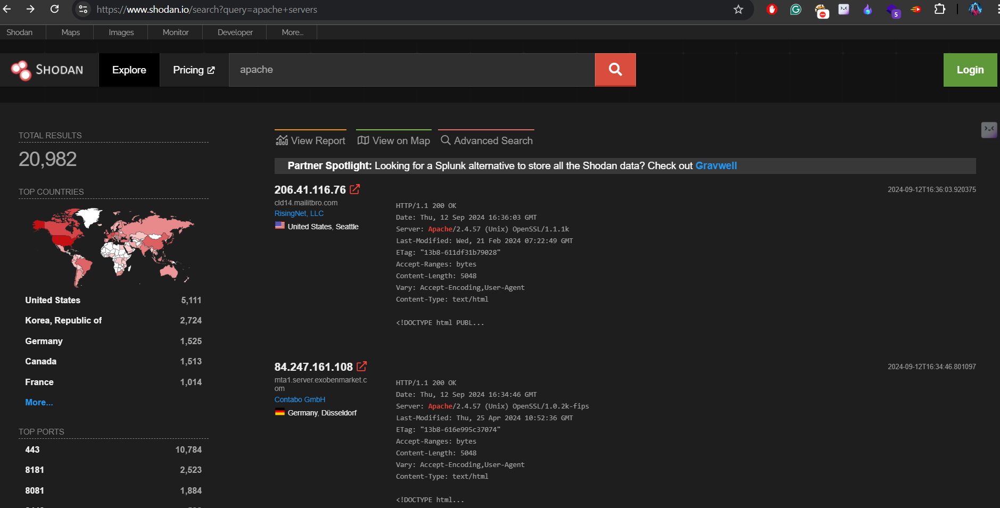 https://www.shodan.io/search?query=apache+servers
5
Shodan Maps Images Monitor Developer More...
SHODAN Explore Pricing apache Login
TOTAL RESULTS
20,982
TOP COUNTRIES
United States 5,111
Korea, Republic of 2,724
Germany 1,525
Canada 1,513
France 1,014
More...
TOP PORTS
443 10,784
8181 2,523
8081 1,884
View Report View on Map Advanced Search
Partner Spotlight: Looking for a Splunk alternative to store all the Shodan data? Check out Gravwell
206.41.116.76
cld14.mailitbro.com
RisingNet, LLC
United States, Seattle
2024-09-12T16:36:03.920375
HTTP/1.1 200 OK
Date: Thu, 12 Sep 2024 16:36:03 GMT
Server: Apache/2.4.57 (Unix) OpenSSL/1.1.1k
Last-Modified: Wed, 21 Feb 2024 07:22:49 GMT
ETag: "13b8-611df31b79028"
Accept-Ranges: bytes
Content-Length: 5048
Vary: Accept-Encoding,User-Agent
Content-Type: text/html
<!DOCTYPE html PUBL...
84.247.161.108
mta1.server.exobenmarket.c
om
Contabo GmbH
Germany, Düsseldorf
2024-09-12T16:34:46.801097
HTTP/1.1 200 OK
Date: Thu, 12 Sep 2024 16:34:46 GMT
Server: Apache/2.4.57 (Unix) OpenSSL/1.0.2k-fips
Last-Modified: Thu, 25 Apr 2024 10:52:36 GMT
ETag: "13b8-616e995c37074"
Accept-Ranges: bytes
Content-Length: 5048
Vary: Accept-Encoding,User-Agent
Content-Type: text/html
<!DOCTYPE html...